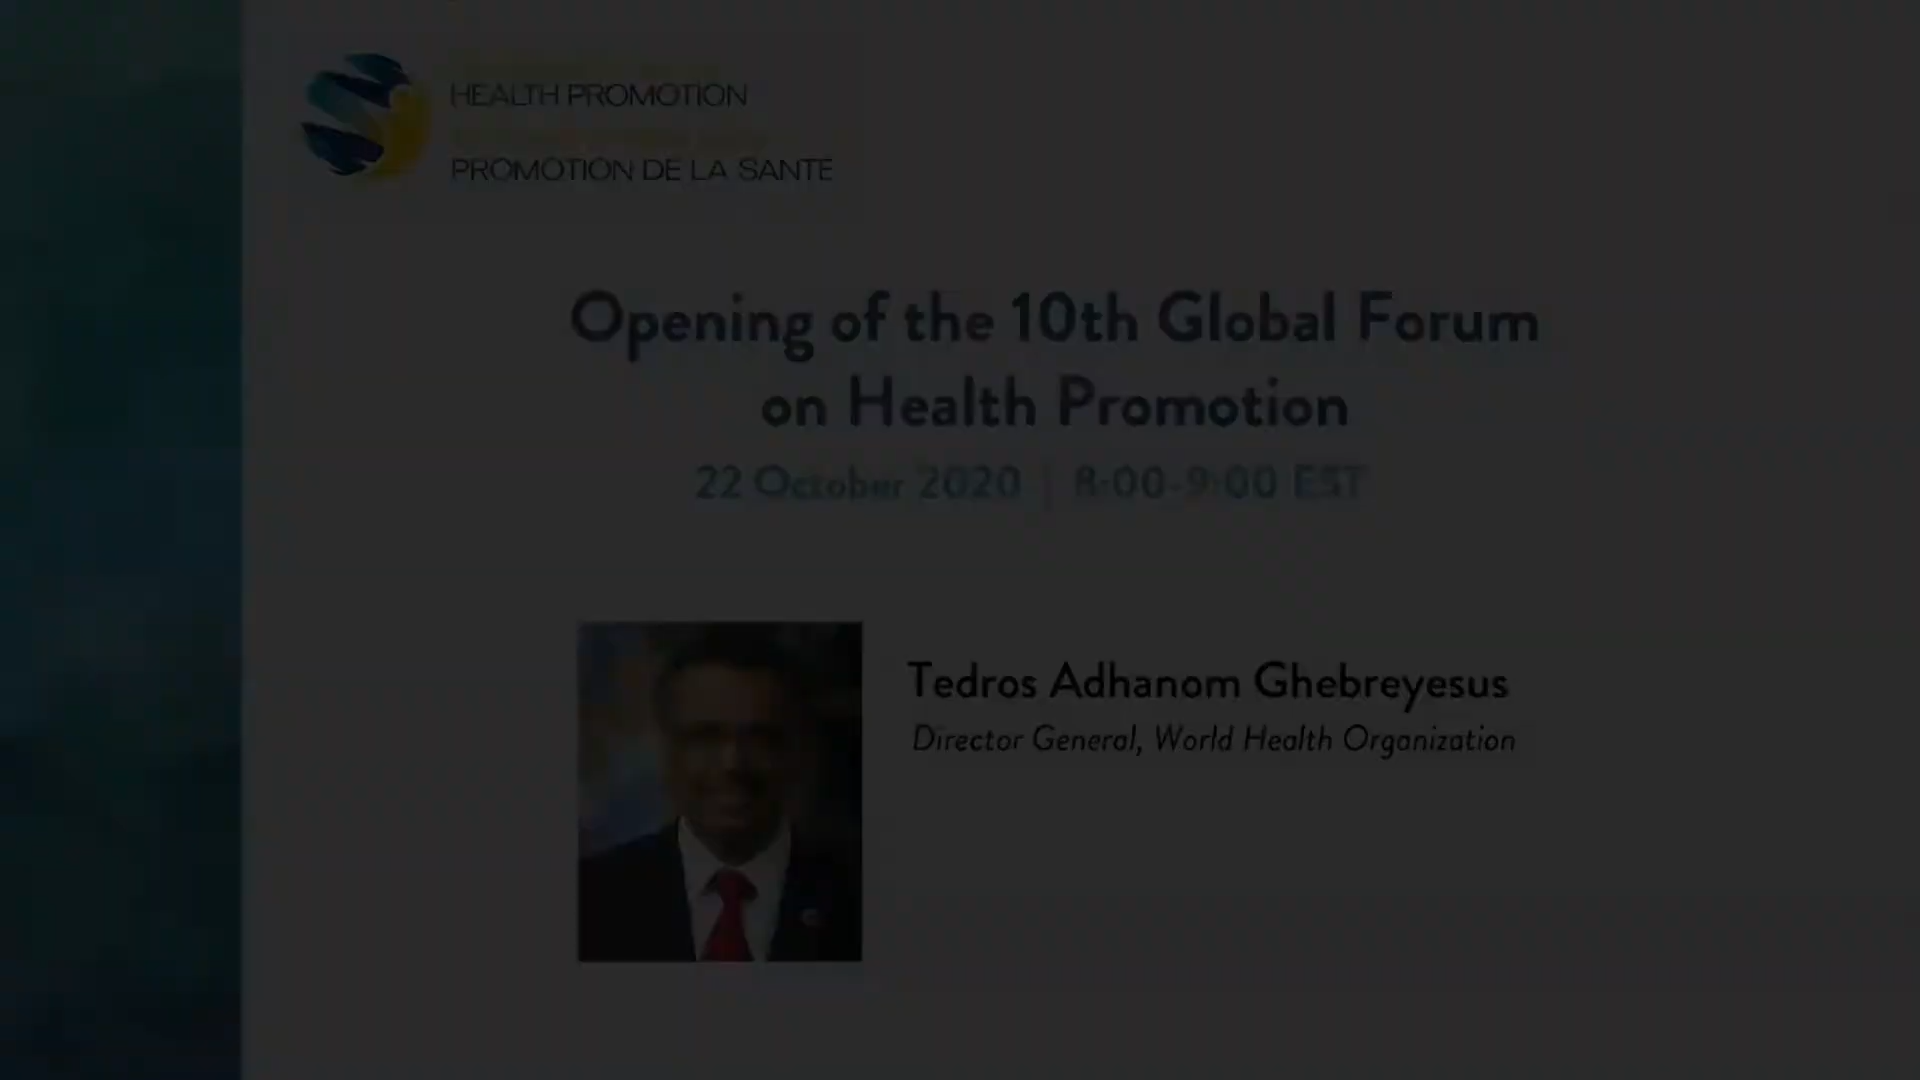 HEALTH PROMOTION
PROMOTION DE LA SANTE
Opening of the 10th Global Forum
on Health Promotion
22 October 2020 | 8:00-9:00 EST
Tedros Adhanom Ghebreyesus
Director General, World Health Organization